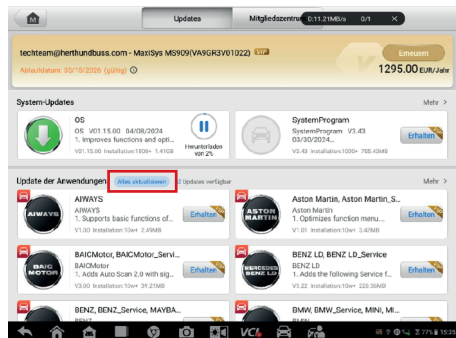 Updates
Mitgliedszentrum
D:11.21MB/s 0/1 ×
techteam@herthundbuss.com - MaxiSys MS909(VA9GR3V01022) VIP
Ablaufdatum: 05/10/2026 (gültig)
Erneuern
1295.00 EUR/Jahr
System-Updates
Mehr >
OS
OS V01.15.00 04/08/2024
1. Improves functions and opti...
V01.15.00 Installation:1000+ 1.41GB
Herunterladen von 2%
SystemProgram
SystemProgram V3.43
03/30/2024...
V3.43 Installation:1000+ 705.43MB
Erhalten
Update der Anwendungen
Alles aktualisieren
2 Updates verfügbar
Mehr >
AIWAYS
AIWAYS
AIWAYS
1. Supports basic functions of...
V1.00 Installation:10w+ 2.49MB
Erhalten
ASTON MARTIN
Aston Martin, Aston Martin_S...
Aston Martin
1. Optimizes function menu...
V1.01 Installation:10w+ 3.42MB
Erhalten
BAIC MOTOR
BAICMotor, BAICMotor_Servi...
BAICMotor
1. Adds Auto Scan 2.0 with sig...
V3.00 Installation:10w+ 39.21MB
Erhalten
MERCEDES BENZ LD
BENZ LD, BENZ LD_Service
BENZ LD
1. Adds the following Service f...
V5.22 Installation:10w+ 228.56MB
Erhalten
BENZ, BENZ_Service, MAYBA...
BENZ
BMW, BMW_Service, MINI, MI...
VCI
77% 15:35